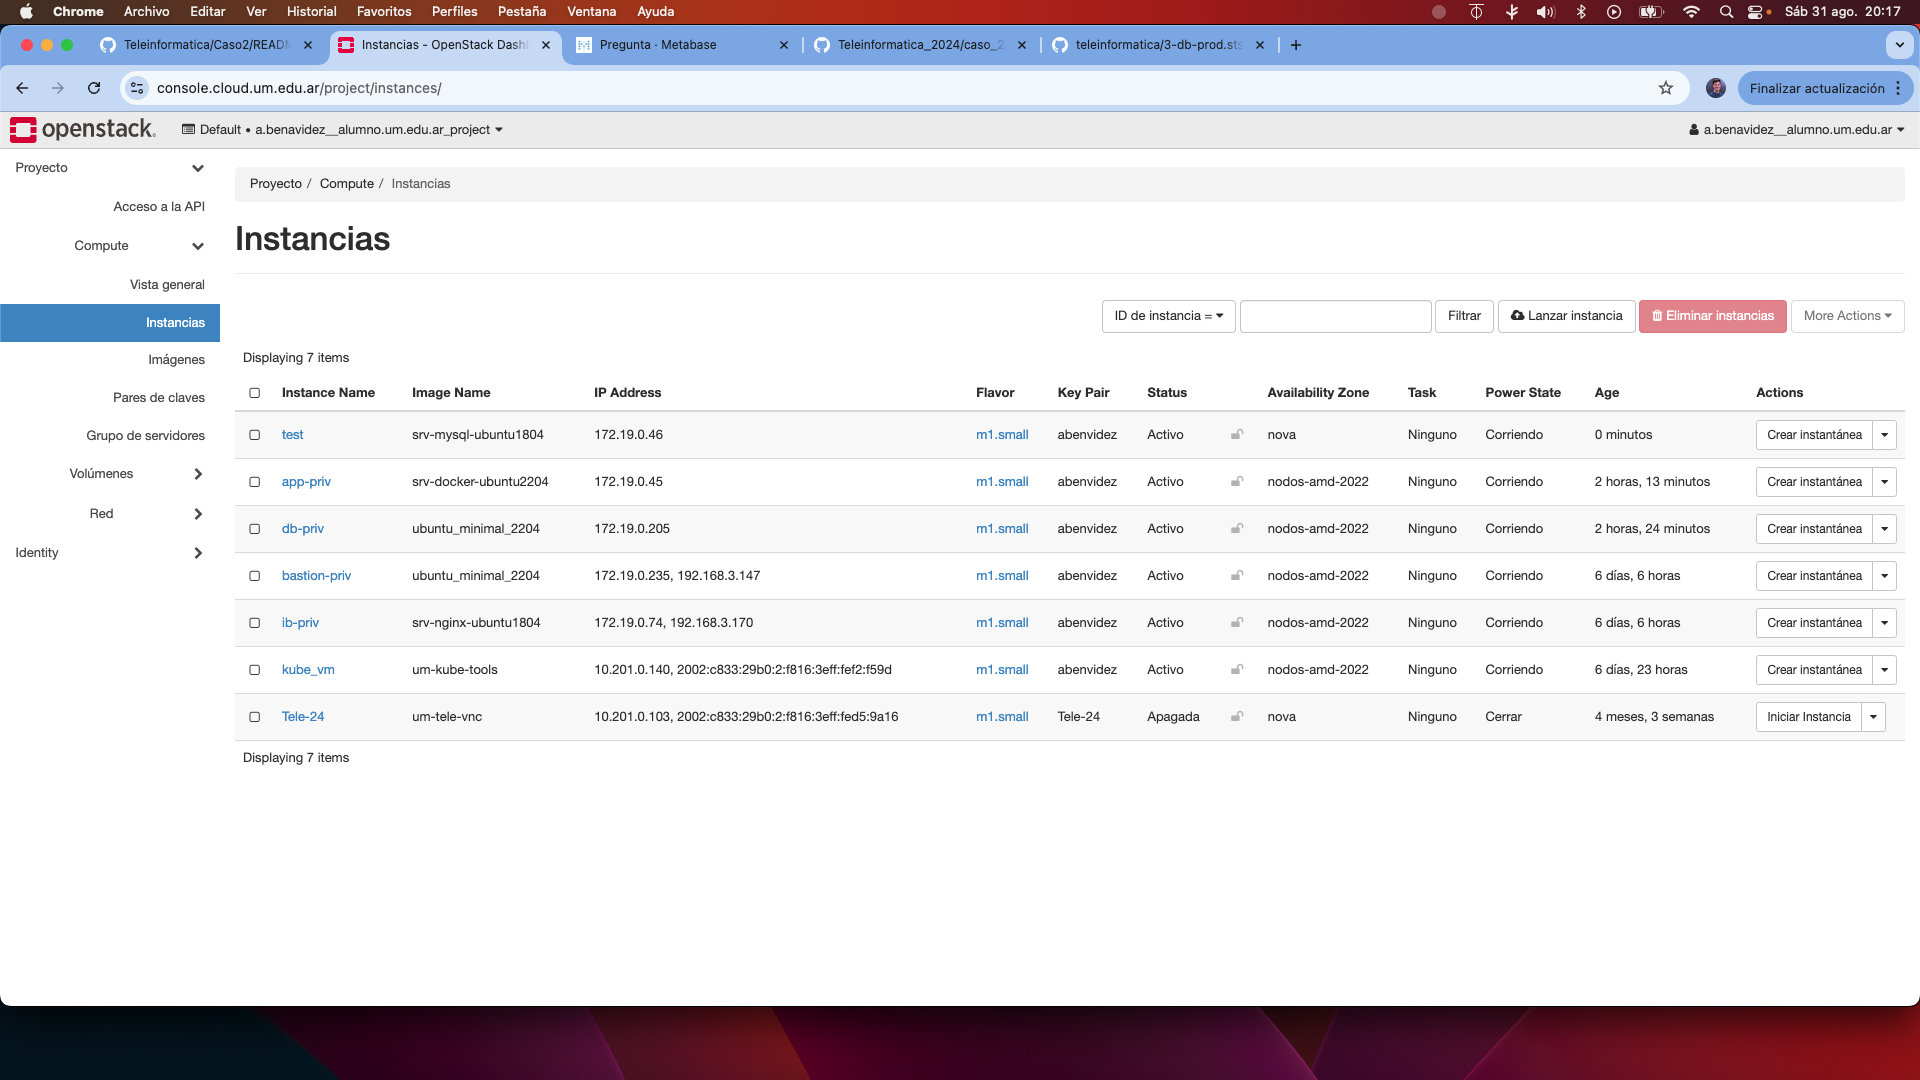 Chrome Archivo Editar Ver Historial Favoritos Perfiles Pestaña Ventana Ayuda Sáb 31 ago. 20:17
Teleinformatica/Caso2/READM Instancias - OpenStack Dash Pregunta · Metabase Teleinformatica_2024/caso_2 teleinformatica/3-db-prod.sts
console.cloud.um.edu.ar/project/instances/ Finalizar actualización
openstack. Default • a.benavidez__alumno.um.edu.ar_project a.benavidez__alumno.um.edu.ar
Proyecto
Acceso a la API
Compute
Vista general
Instancias
Imágenes
Pares de claves
Grupo de servidores
Volúmenes
Red
Identity
Proyecto / Compute / Instancias
Instancias
ID de instancia = Filtrar Lanzar instancia Eliminar instancias More Actions
Displaying 7 items
Instance Name Image Name IP Address Flavor Key Pair Status Availability Zone Task Power State Age Actions
test srv-mysql-ubuntu1804 172.19.0.46 m1.small abenvidez Activo nova Ninguno Corriendo 0 minutos Crear instantánea
app-priv srv-docker-ubuntu2204 172.19.0.45 m1.small abenvidez Activo nodos-amd-2022 Ninguno Corriendo 2 horas, 13 minutos Crear instantánea
db-priv ubuntu_minimal_2204 172.19.0.205 m1.small abenvidez Activo nodos-amd-2022 Ninguno Corriendo 2 horas, 24 minutos Crear instantánea
bastion-priv ubuntu_minimal_2204 172.19.0.235, 192.168.3.147 m1.small abenvidez Activo nodos-amd-2022 Ninguno Corriendo 6 días, 6 horas Crear instantánea
ib-priv srv-nginx-ubuntu1804 172.19.0.74, 192.168.3.170 m1.small abenvidez Activo nodos-amd-2022 Ninguno Corriendo 6 días, 6 horas Crear instantánea
kube_vm um-kube-tools 10.201.0.140, 2002:c833:29b0:2:f816:3eff:fef2:f59d m1.small abenvidez Activo nodos-amd-2022 Ninguno Corriendo 6 días, 23 horas Crear instantánea
Tele-24 um-tele-vnc 10.201.0.103, 2002:c833:29b0:2:f816:3eff:fed5:9a16 m1.small Tele-24 Apagada nova Ninguno Cerrar 4 meses, 3 semanas Iniciar Instancia
Displaying 7 items